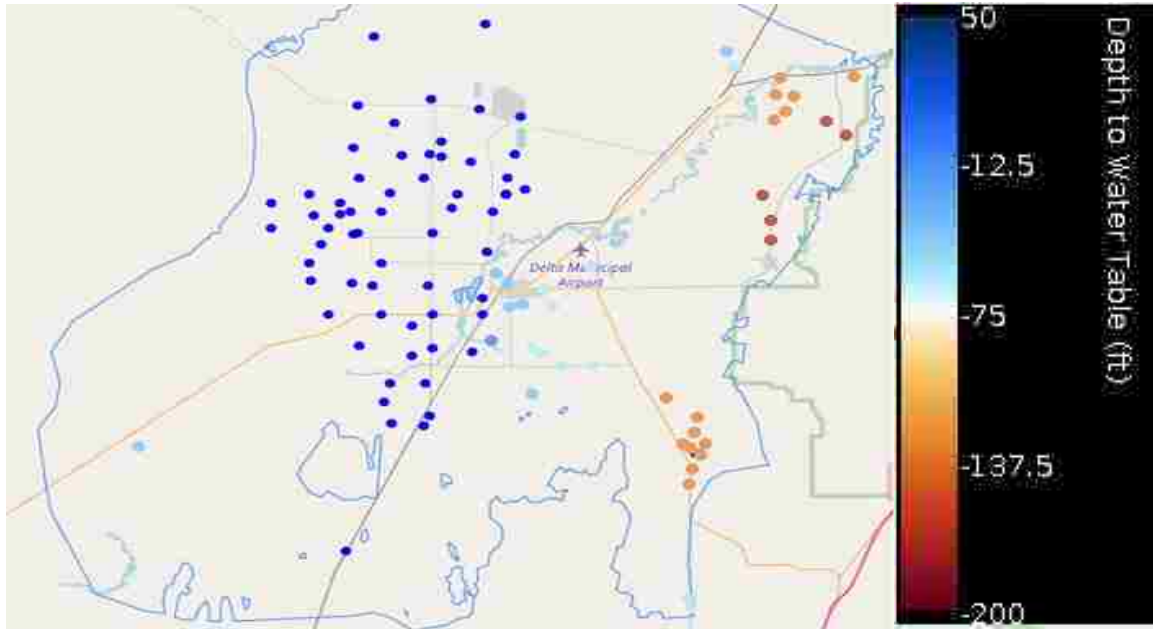 50
-12.5
-75
-137.5
-200
Depth to Water Table (ft)
Delta Municipal
Airport